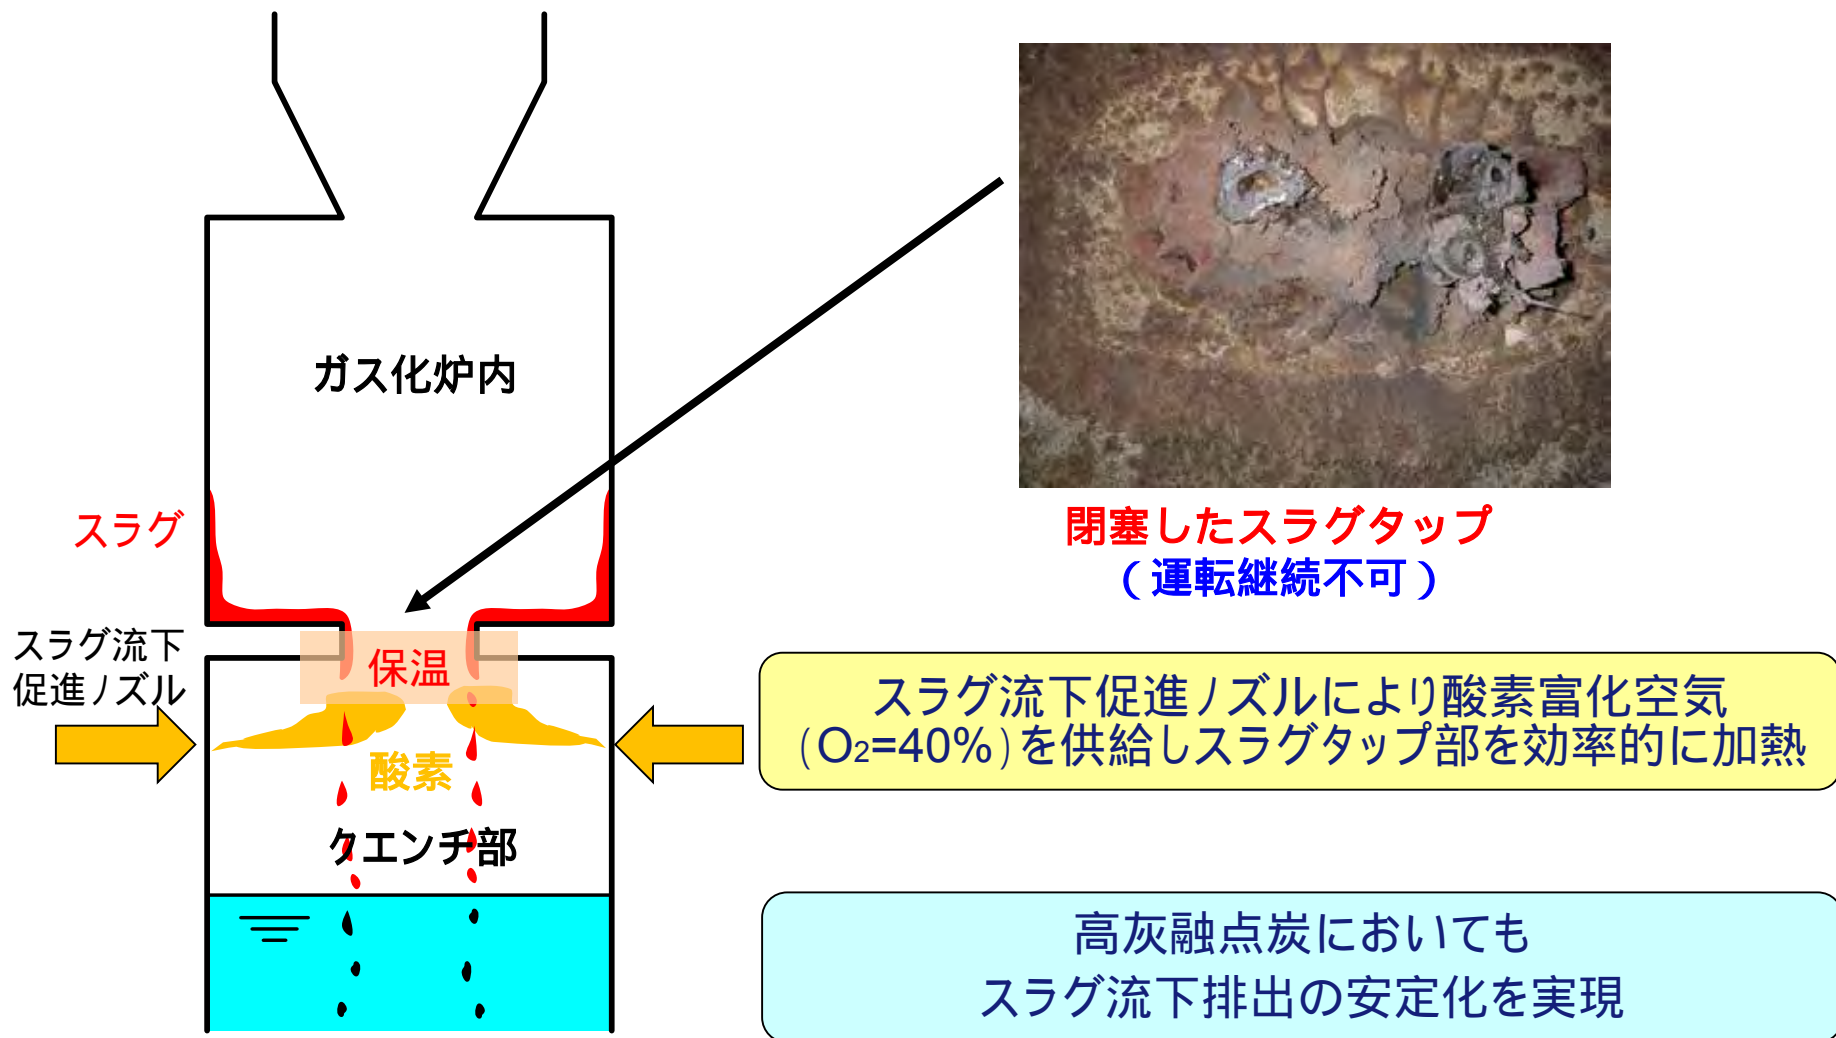 ガス化炉内
スラグ
閉塞したスラグタップ
(運転継続不可)
スラグ流下
促進ノズル
保温
スラグ流下促進ノズルにより酸素富化空気
(O₂=40%)を供給しスラグタップ部を効率的に加熱
酸素
クエンチ部
高灰融点炭においても
スラグ流下排出の安定化を実現